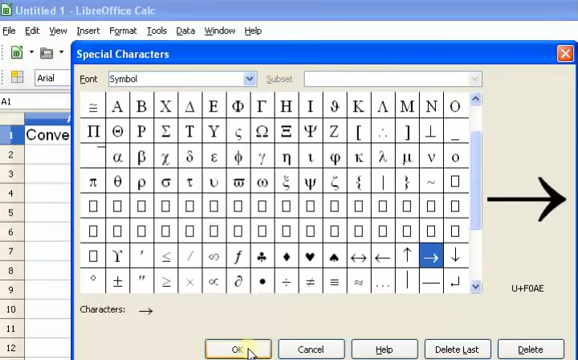 Untitled 1 - LibreOffice Calc
File Edit View Insert Format Tools Data Window Help
Arial
A1
Special Characters
Font Symbol Subset
≅ Α Β Χ Δ Ε Φ Γ Η Ι ϑ Κ Λ Μ Ν Ο
Π Θ Ρ Σ Τ Υ ς Ω Ξ Ψ Ζ [ ∴ ] ⊥ _
‾ α β χ δ ε φ γ η ι φ κ λ μ ν ο
π θ ρ σ τ υ ϖ ω ξ ψ ζ { | } ~
ϒ ′ ≤ / ∞ ƒ ♣ ♦ ♥ ♠ ↔ ← ↑ → ↓
° ± ″ ≥ × ∝ ∂ • ÷ ≠ ≡ ≈ … | — ↵
→
U+F0AE
Characters: →
OK Cancel Help Delete Last Delete
1 Conve
2
3
4
5
6
7
8
9
10
11
12